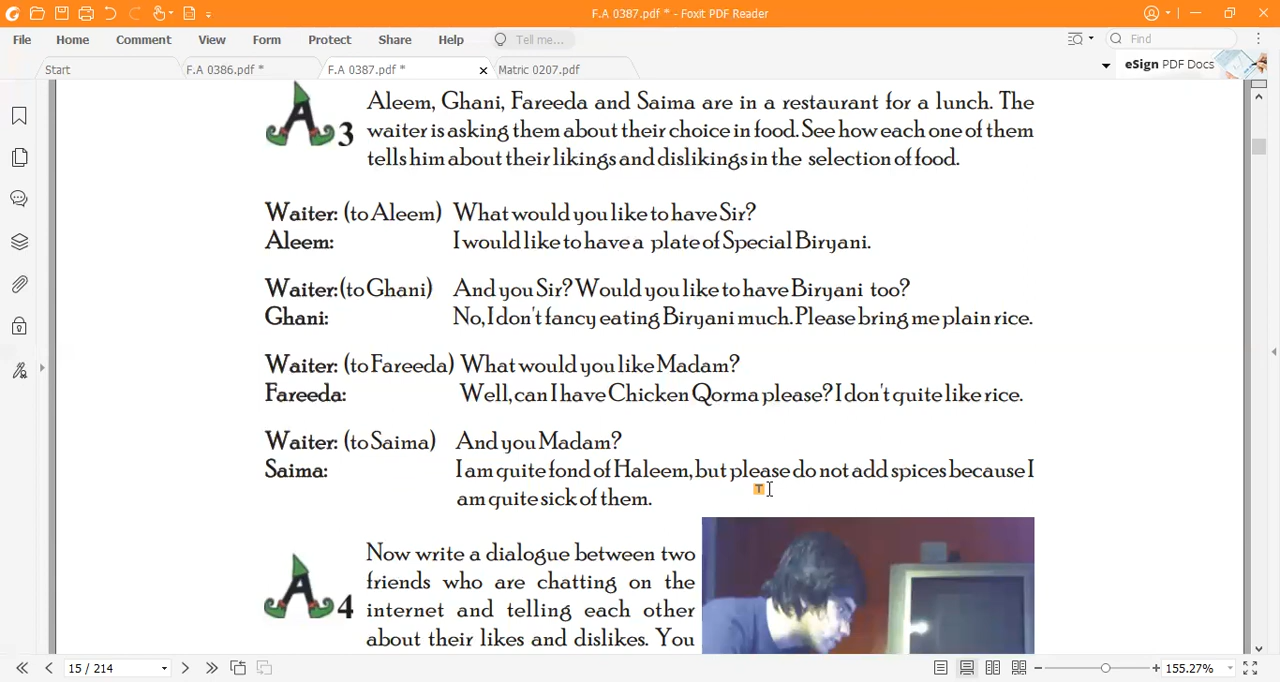 F.A 0387.pdf * - Foxit PDF Reader
File Home Comment View Form Protect Share Help Tell me... Find
Start F.A 0386.pdf * F.A 0387.pdf * Matric 0207.pdf eSign PDF Docs
A 3
Aleem, Ghani, Fareeda and Saima are in a restaurant for a lunch. The
waiter is asking them about their choice in food. See how each one of them
tells him about their likings and dislikings in the selection of food.
Waiter: (to Aleem) What would you like to have Sir?
Aleem: I would like to have a plate of Special Biryani.
Waiter: (to Ghani) And you Sir? Would you like to have Biryani too?
Ghani: No, I don't fancy eating Biryani much. Please bring me plain rice.
Waiter: (to Fareeda) What would you like Madam?
Fareeda: Well, can I have Chicken Qorma please? I don't quite like rice.
Waiter: (to Saima) And you Madam?
Saima: I am quite fond of Haleem, but please do not add spices because I
am quite sick of them.
A 4
Now write a dialogue between two
friends who are chatting on the
internet and telling each other
about their likes and dislikes. You
15 / 214 155.27%